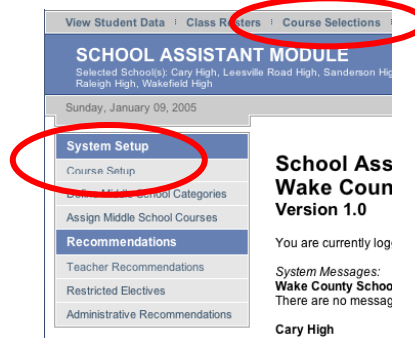 View Student Data Class Rosters Course Selections
SCHOOL ASSISTANT MODULE
Selected School(s): Cary High, Leesville Road High, Sanderson Hig
Raleigh High, Wakefield High
Sunday, January 09, 2005
System Setup
Course Setup
Define Middle School Categories
Assign Middle School Courses
Recommendations
Teacher Recommendations
Restricted Electives
Administrative Recommendations
School Ass
Wake Coun
Version 1.0
You are currently log
System Messages:
Wake County Schoo
There are no messag
Cary High